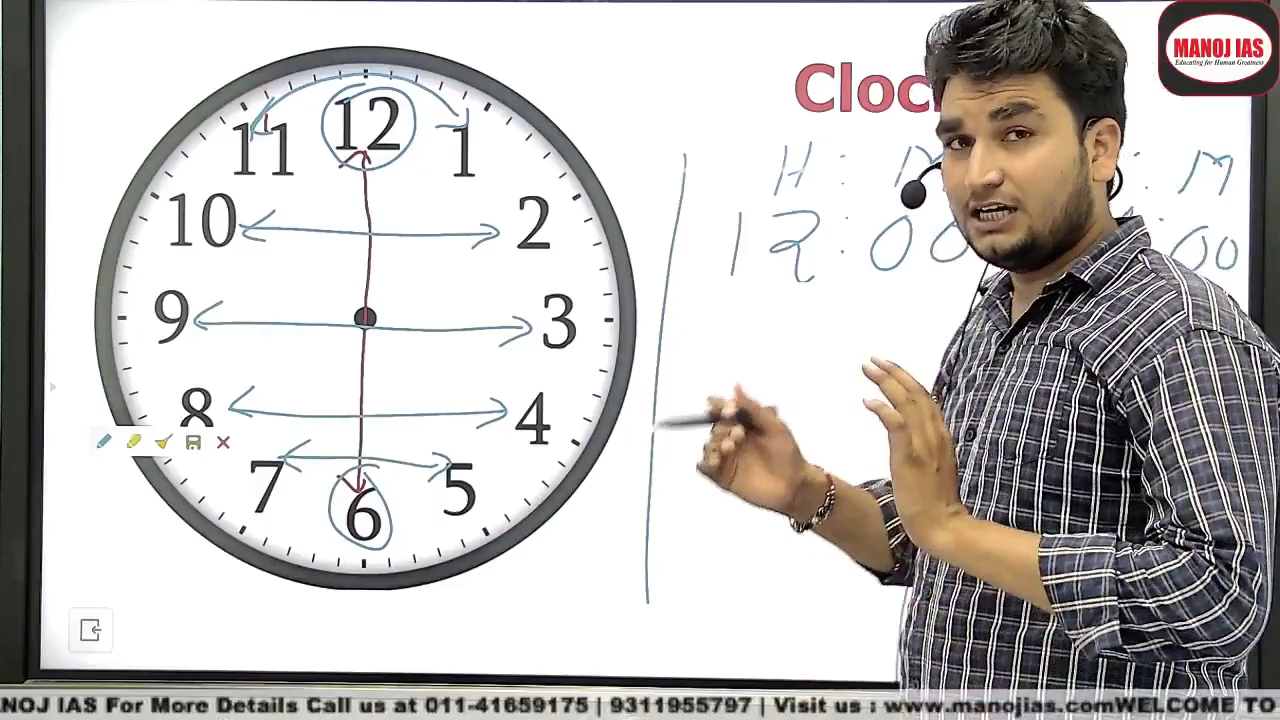 MANOJ IAS
Educating for Human Greatness
Cloc
11 12 1
10 2
9 3
8 4
7 6 5
H : M : M
12 : 00 : 00
NOJ IAS For More Details Call us at 011-41659175 | 9311955797 | Visit us : www.manojias.comWELCOME TO